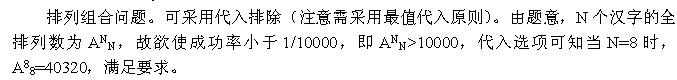 排列组合问题。可采用代入排除（注意需采用最值代入原则）。由题意，N 个汉字的全
排列数为 Aᴺɴ，故欲使成功率小于 1/10000，即 Aᴺɴ>10000，代入选项可知当 N=8 时，
A⁸₈=40320，满足要求。